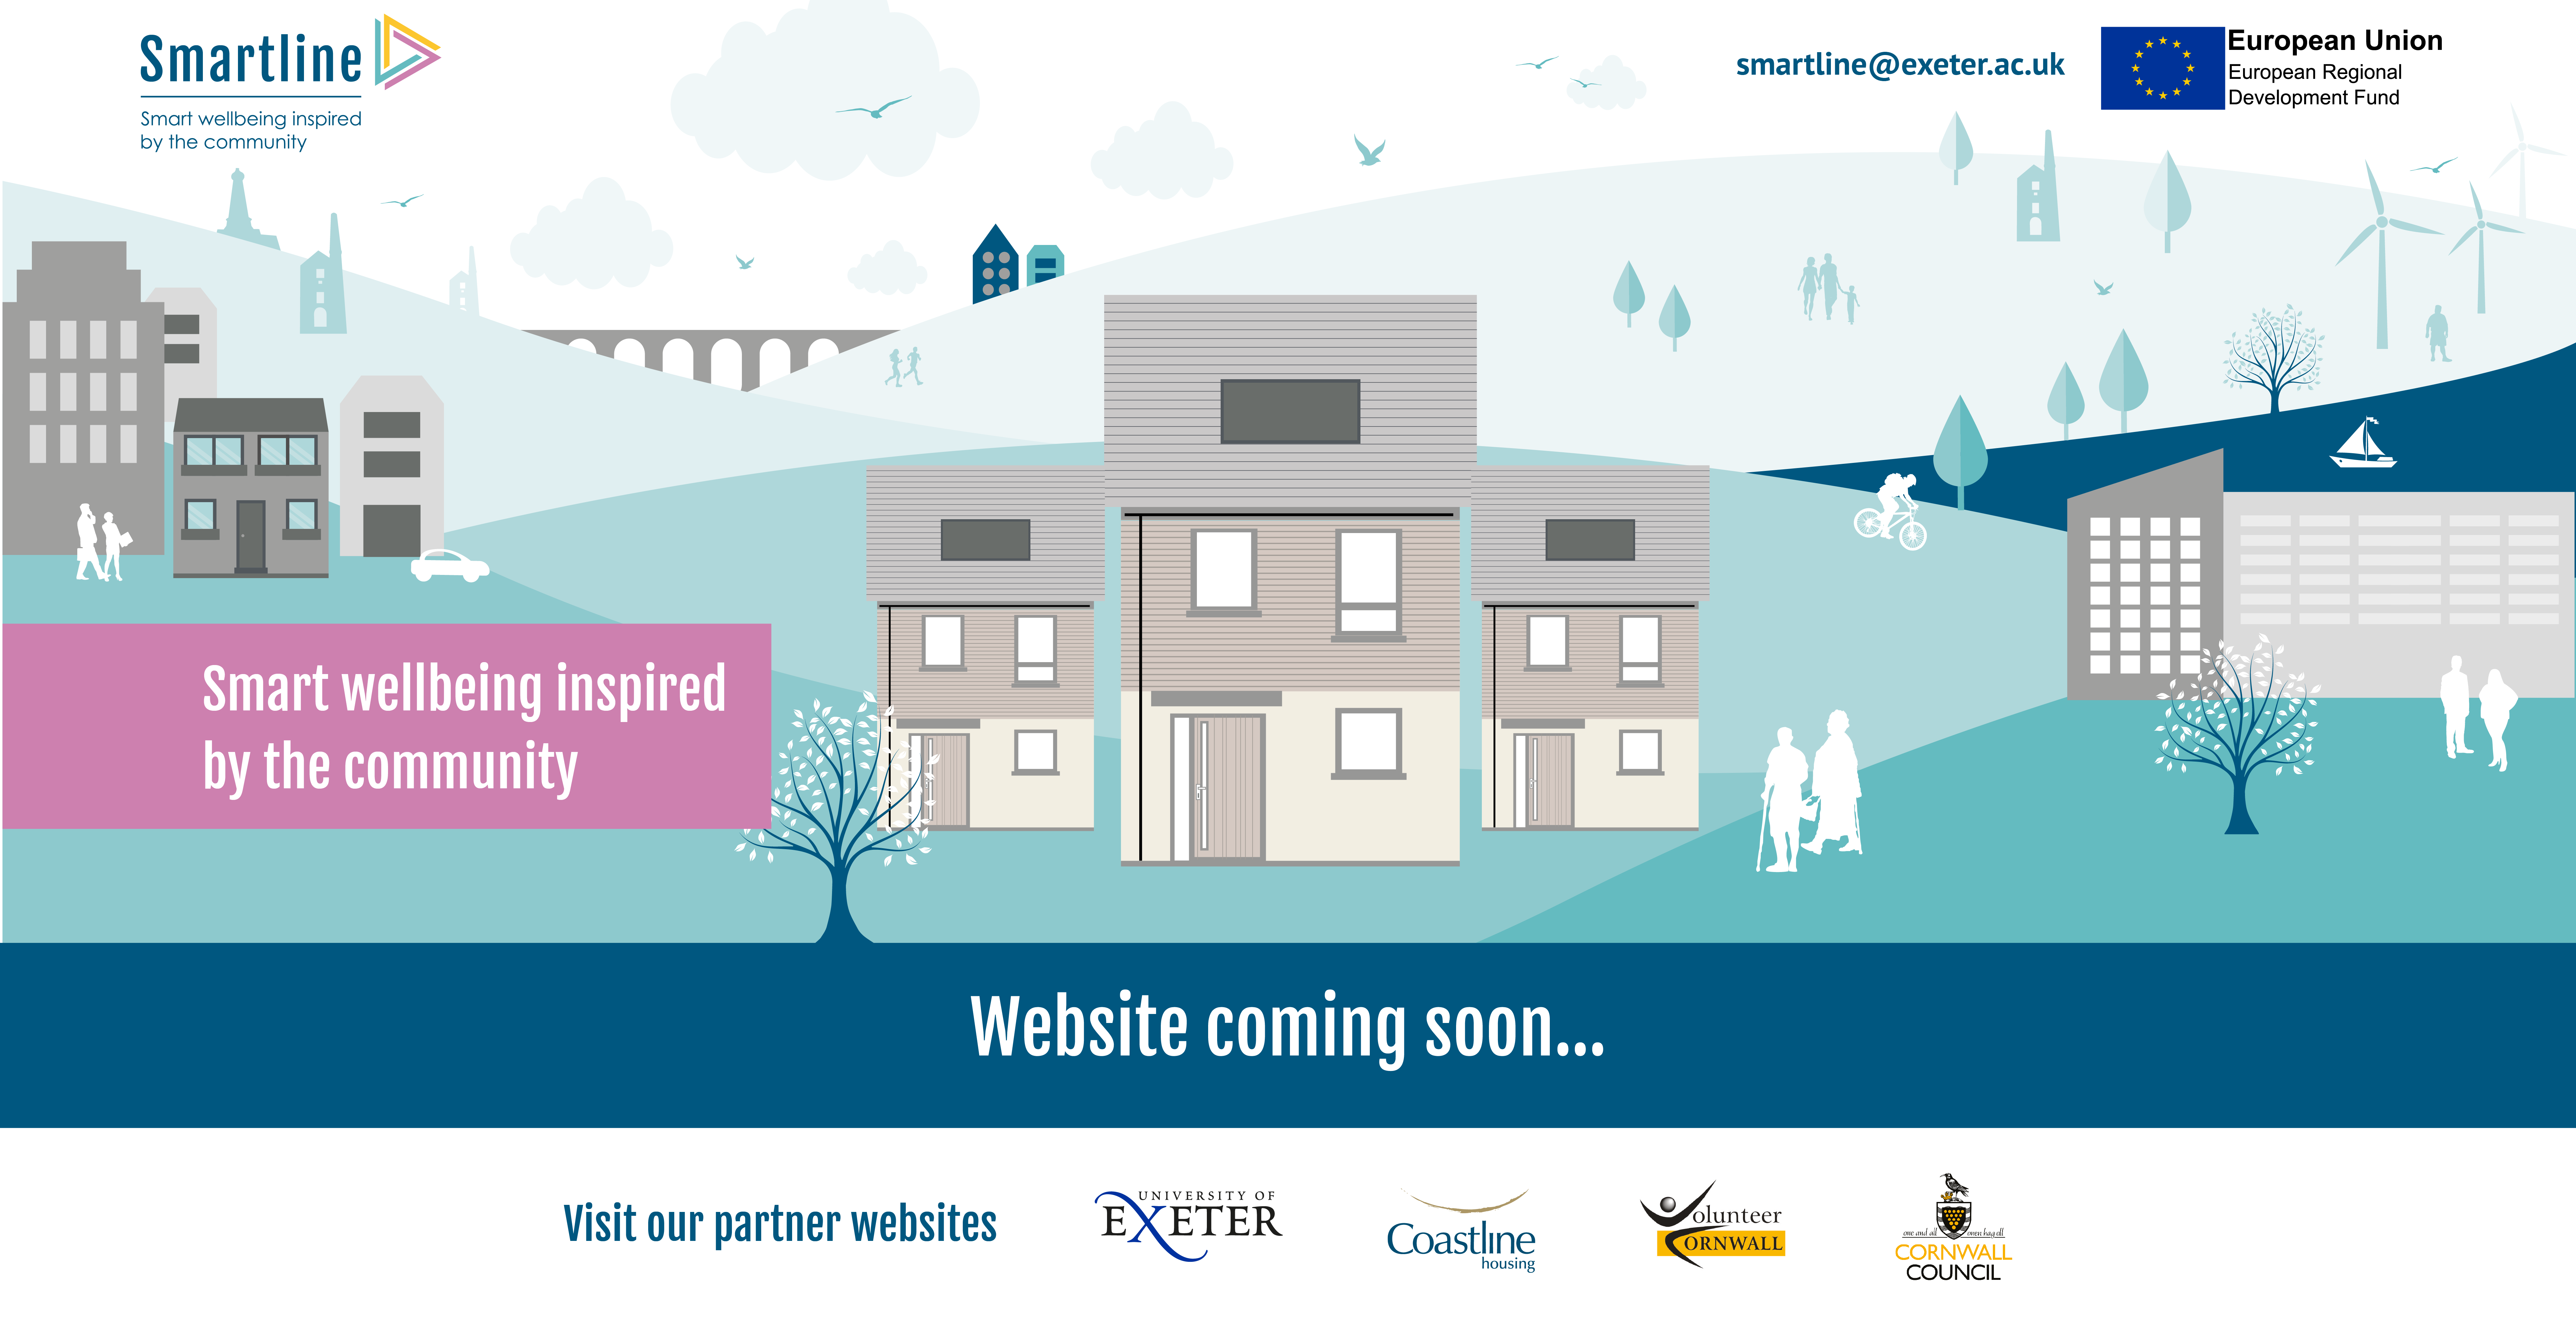 Smartline
Smart wellbeing inspired
by the community
smartline@exeter.ac.uk
European Union
European Regional
Development Fund
Smart wellbeing inspired
by the community
Website coming soon...
Visit our partner websites
UNIVERSITY OF
EXETER
Coastline
housing
Volunteer
CORNWALL
one and all onen hag oll
CORNWALL
COUNCIL